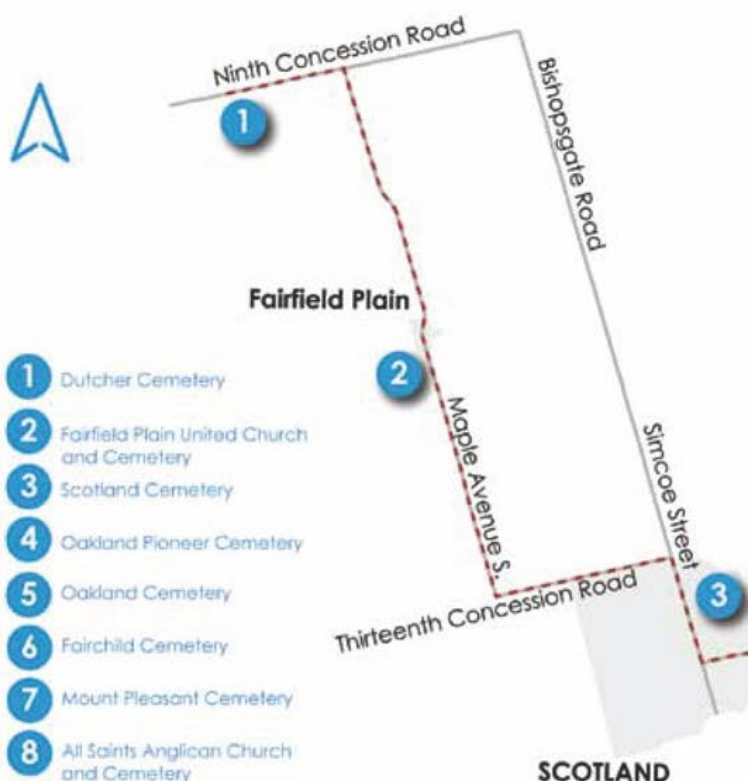 Ninth Concession Road
1
Bishopsgate Road
Fairfield Plain
2
1 Dutcher Cemetery
2 Fairfield Plain United Church
and Cemetery
3 Scotland Cemetery
4 Oakland Pioneer Cemetery
5 Oakland Cemetery
6 Fairchild Cemetery
7 Mount Pleasant Cemetery
8 All Saints Anglican Church
and Cemetery
Maple Avenue S.
Simcoe Street
Thirteenth Concession Road
3
SCOTLAND